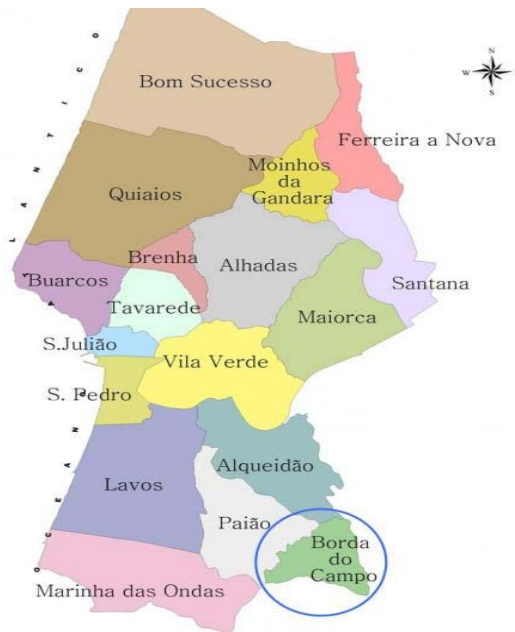 N
W E
S
Bom Sucesso
Ferreira a Nova
Moinhos
da
Gandara
Quiaios
Brenha
Alhadas
Santana
Buarcos
Tavarede
Maiorca
S.Julião
Vila Verde
S. Pedro
Alqueidão
Lavos
Paião
Borda
do
Campo
Marinha das Ondas